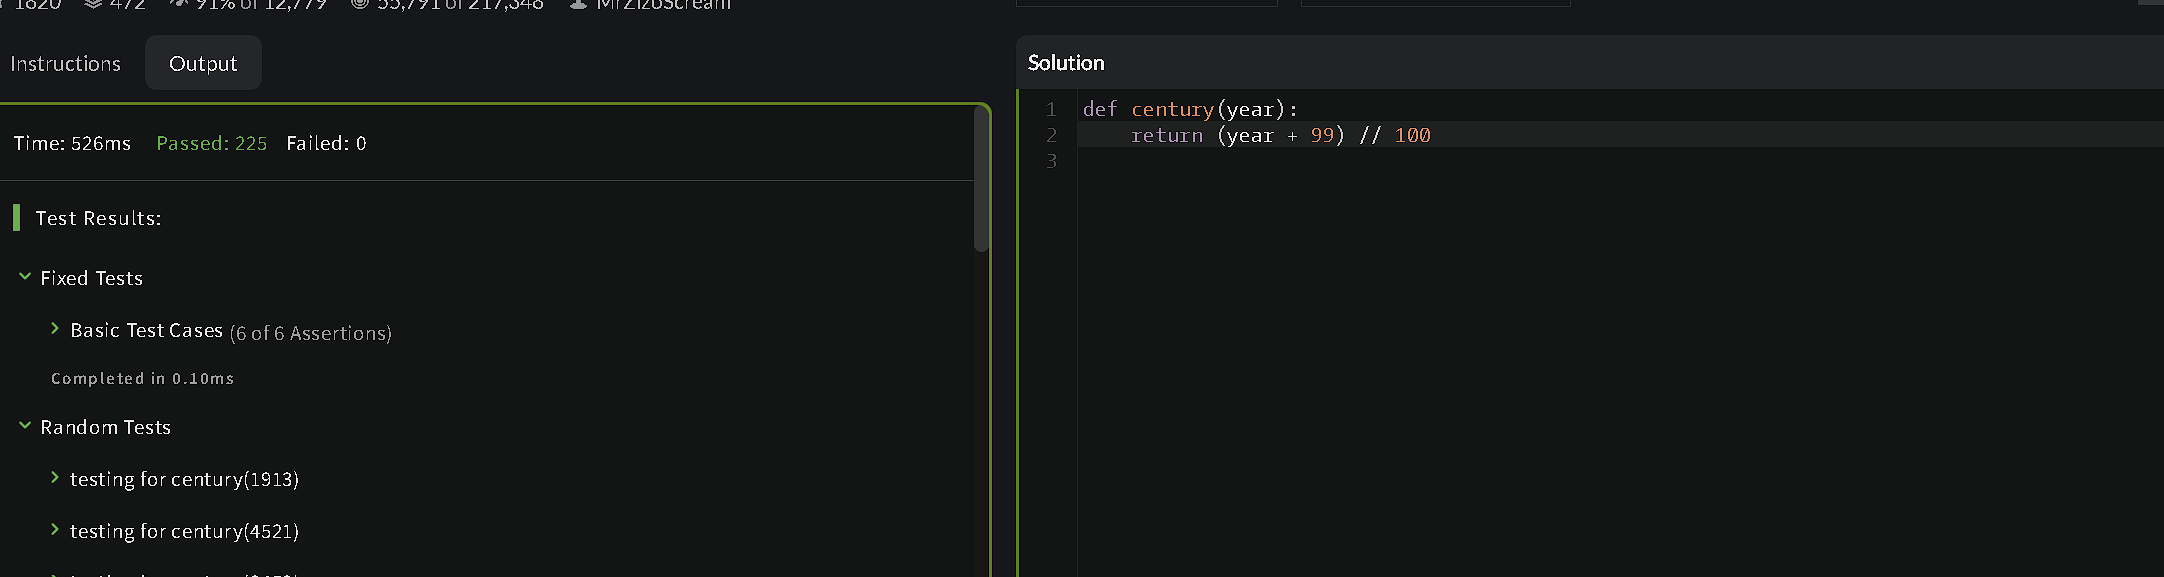 1820 472 91% of 12,779 55,791 of 217,348 MrZizoScream
Instructions Output
Time: 526ms Passed: 225 Failed: 0
Test Results:
Fixed Tests
Basic Test Cases (6 of 6 Assertions)
Completed in 0.10ms
Random Tests
testing for century(1913)
testing for century(4521)
Solution
1 def century(year):
2 return (year + 99) // 100
3